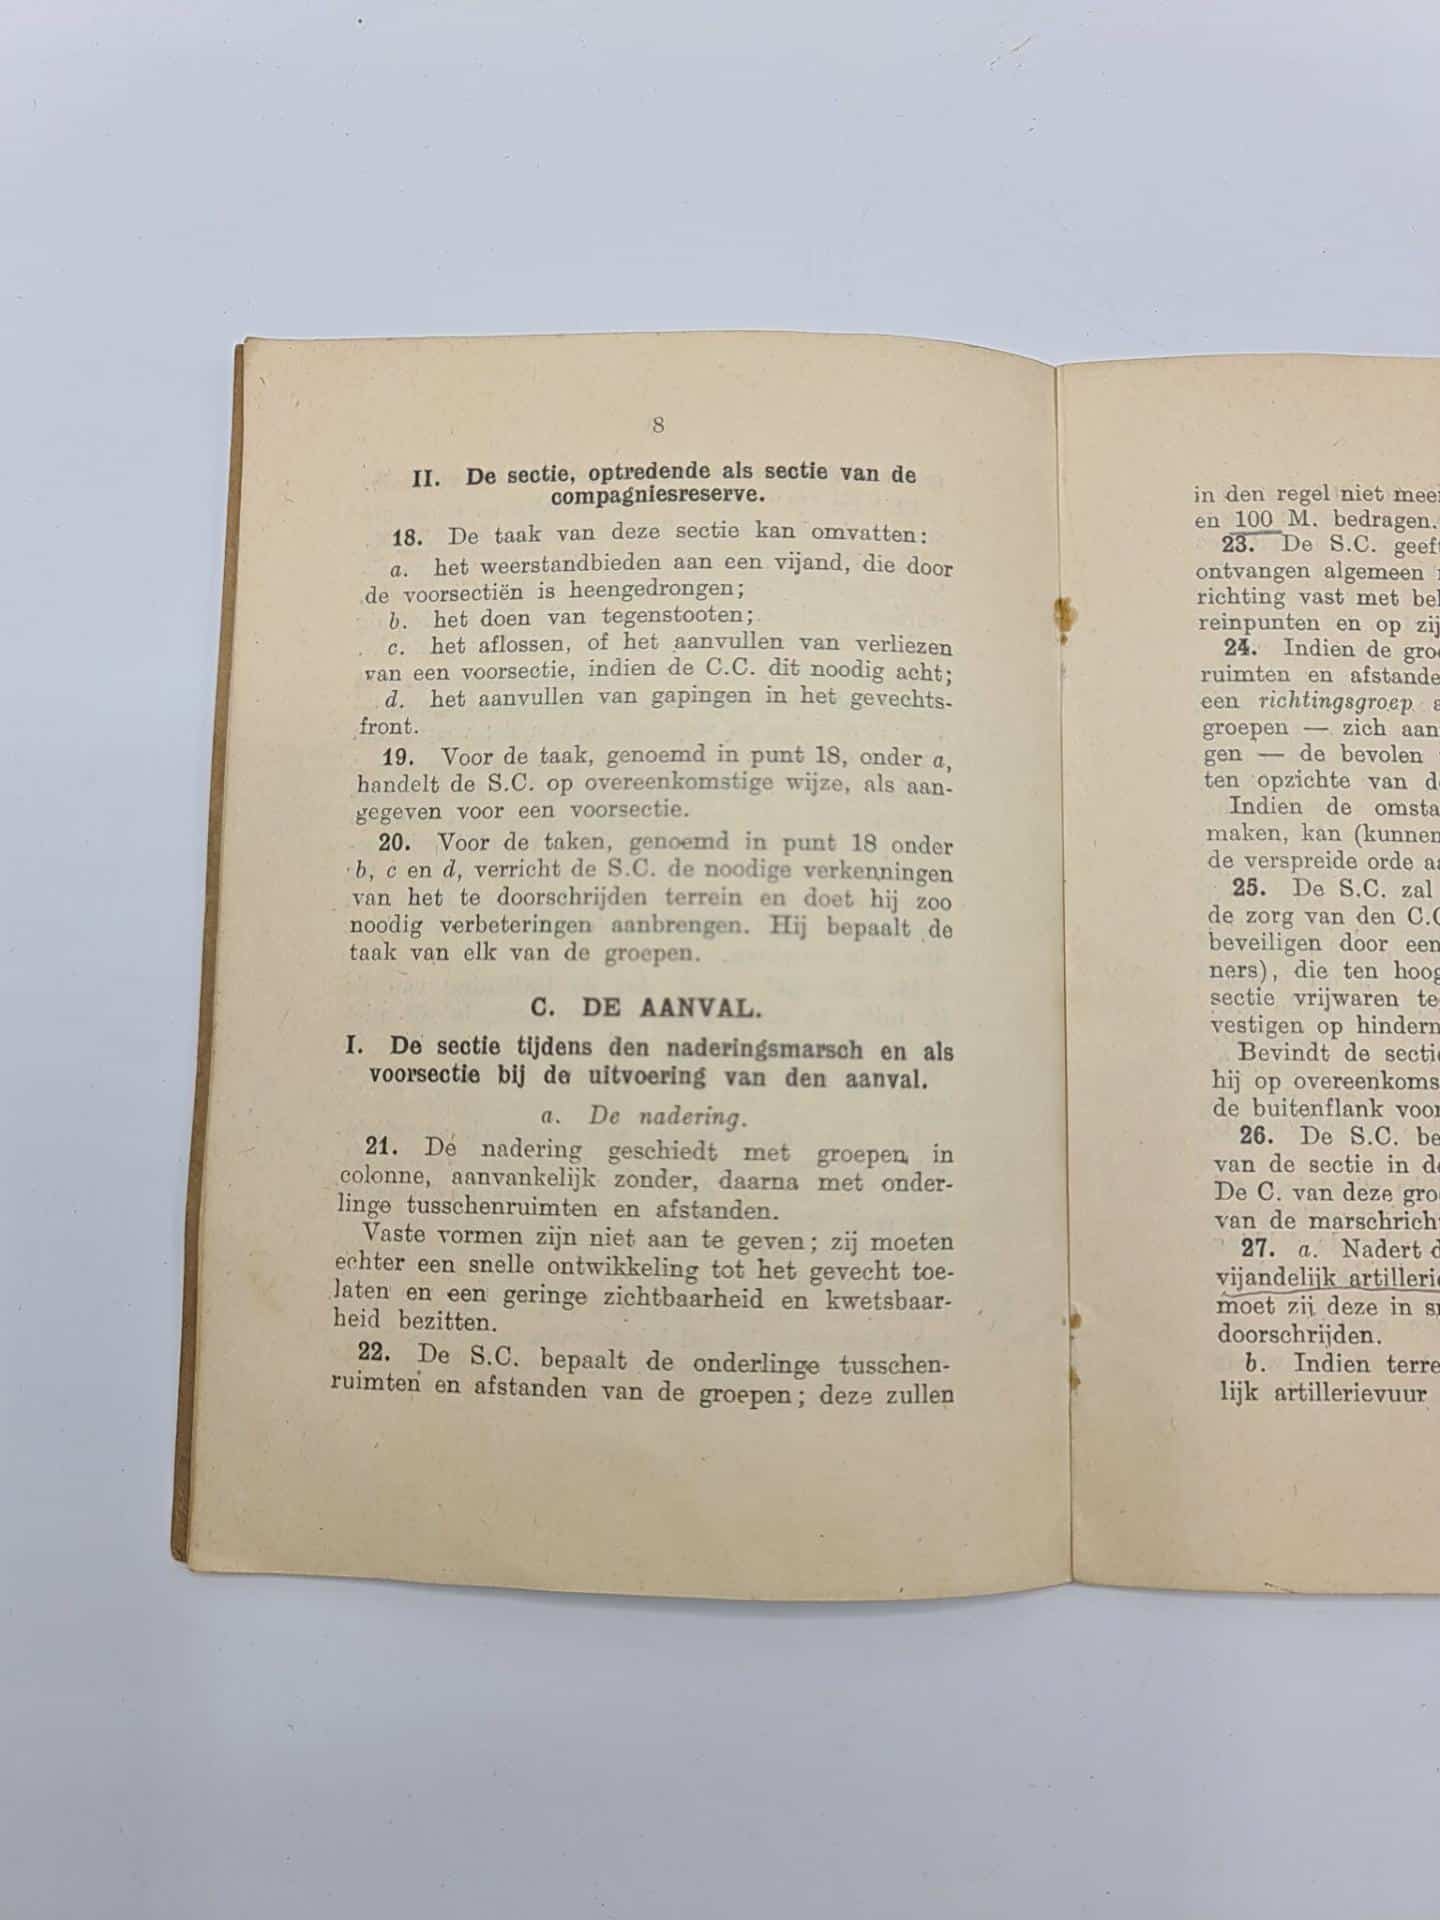 8
II. De sectie, optredende als sectie van de
compagniesreserve.
18. De taak van deze sectie kan omvatten:
a. het weerstandbieden aan een vijand, die door
de voorsectiën is heengedrongen;
b. het doen van tegenstooten;
c. het aflossen, of het aanvullen van verliezen
van een voorsectie, indien de C.C. dit noodig acht;
d. het aanvullen van gapingen in het gevechts-
front.
19. Voor de taak, genoemd in punt 18, onder a,
handelt de S.C. op overeenkomstige wijze, als aan-
gegeven voor een voorsectie.
20. Voor de taken, genoemd in punt 18 onder
b, c en d, verricht de S.C. de noodige verkenningen
van het te doorschrijden terrein en doet hij zoo
noodig verbeteringen aanbrengen. Hij bepaalt de
taak van elk van de groepen.
C. DE AANVAL.
I. De sectie tijdens den naderingsmarsch en als
voorsectie bij de uitvoering van den aanval.
a. De nadering.
21. De nadering geschiedt met groepen in
colonne, aanvankelijk zonder, daarna met onder-
linge tusschenruimten en afstanden.
Vaste vormen zijn niet aan te geven; zij moeten
echter een snelle ontwikkeling tot het gevecht toe-
laten en een geringe zichtbaarheid en kwetsbaar-
heid bezitten.
22. De S.C. bepaalt de onderlinge tusschen-
ruimten en afstanden van de groepen; deze zullen
in den regel niet meer
en 100 M. bedragen.
23. De S.C. geeft
ontvangen algemeen
richting vast met be
reinpunten en op zij
24. Indien de groe
ruimten en afstande
een richtingsgroep
groepen — zich aan
gen — de bevolen
ten opzichte van d
Indien de omsta
maken, kan (kunnen
de verspreide orde a
25. De S.C. zal
de zorg van den C.C
beveiligen door een
ners), die ten hoog
sectie vrijwaren te
vestigen op hindern
Bevindt de secti
hij op overeenkoms
de buitenflank voor
26. De S.C. be
van de sectie in d
De C. van deze gro
van de marschrich
27. a. Nadert d
vijandelijk artilleri
moet zij deze in s
doorschrijden.
b. Indien terre
lijk artillerievuur